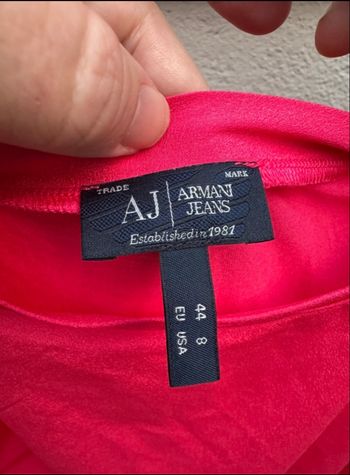 TRADE MARK
AJ ARMANI JEANS
Established in 1981
44 8
EU USA